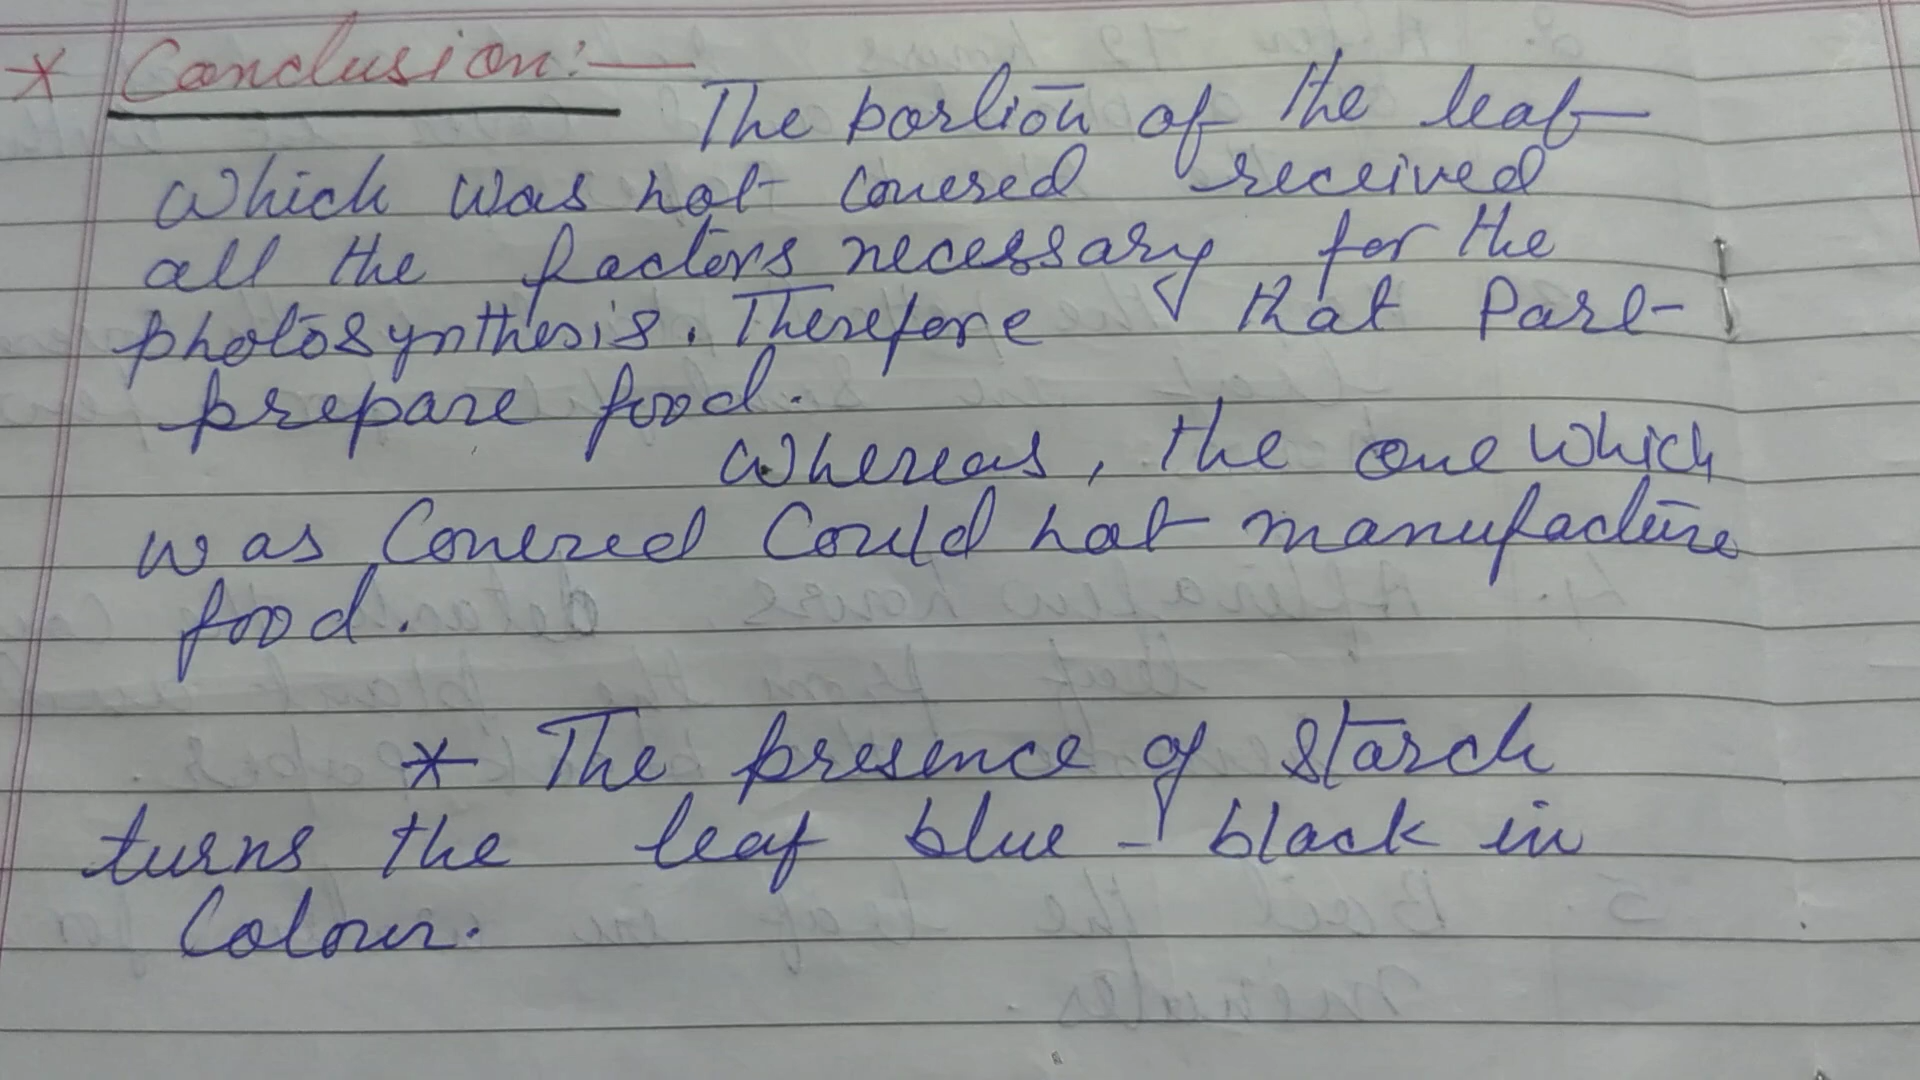 * Conclusion:—
The portion of the leaf
which was not covered received
all the factors necessary for the
photosynthesis. Therefore that Part
prepare food.
Whereas, the one which
was Covered Could not manufacture
food.
* The presence of starch
turns the leaf blue - black in
Colour.